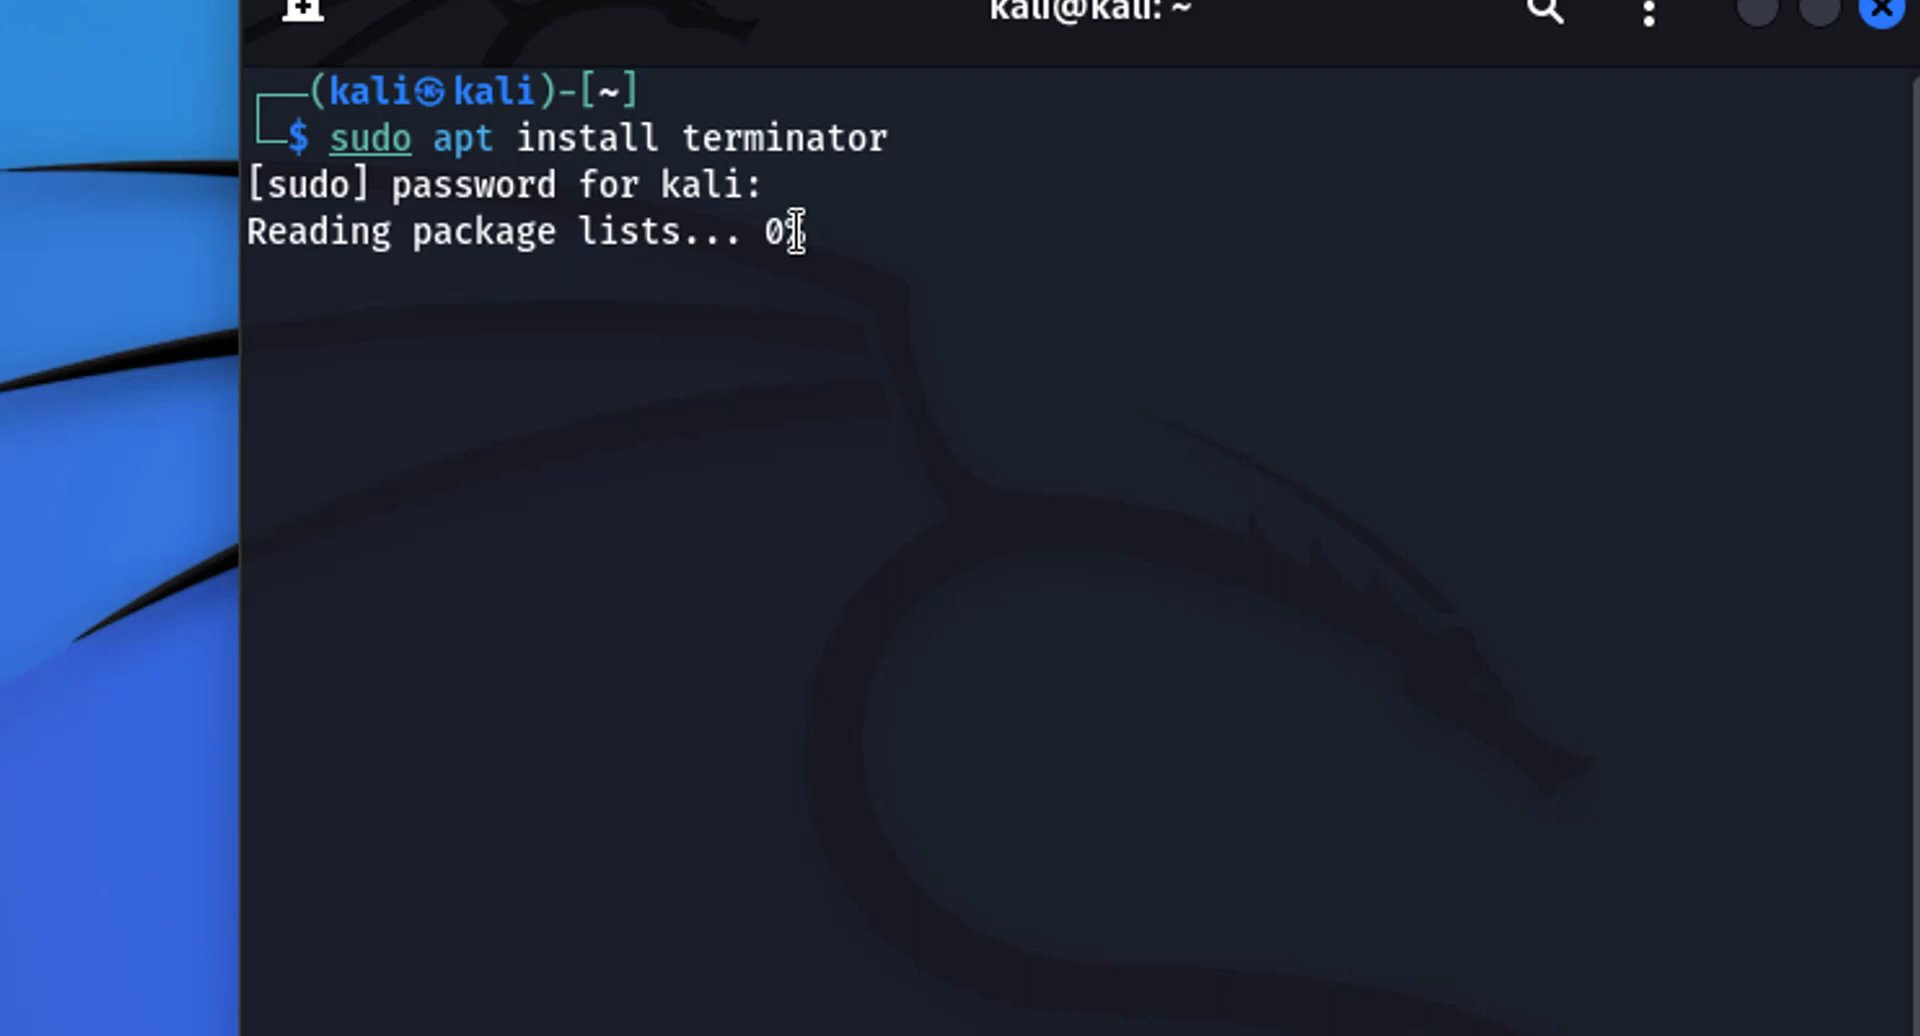 kali@kali: ~
┌──(kali㉿kali)-[~]
└─$ sudo apt install terminator
[sudo] password for kali:
Reading package lists... 0%